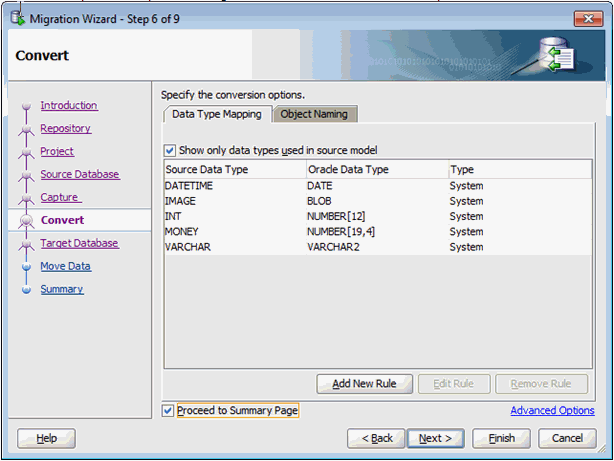 Migration Wizard - Step 6 of 9
Convert
Introduction
Repository
Project
Source Database
Capture
Convert
Target Database
Move Data
Summary
Specify the conversion options.
Data Type Mapping Object Naming
Show only data types used in source model
Source Data Type Oracle Data Type Type
DATETIME DATE System
IMAGE BLOB System
INT NUMBER[12] System
MONEY NUMBER[19,4] System
VARCHAR VARCHAR2 System
Add New Rule Edit Rule Remove Rule
Proceed to Summary Page Advanced Options
Help < Back Next > Finish Cancel